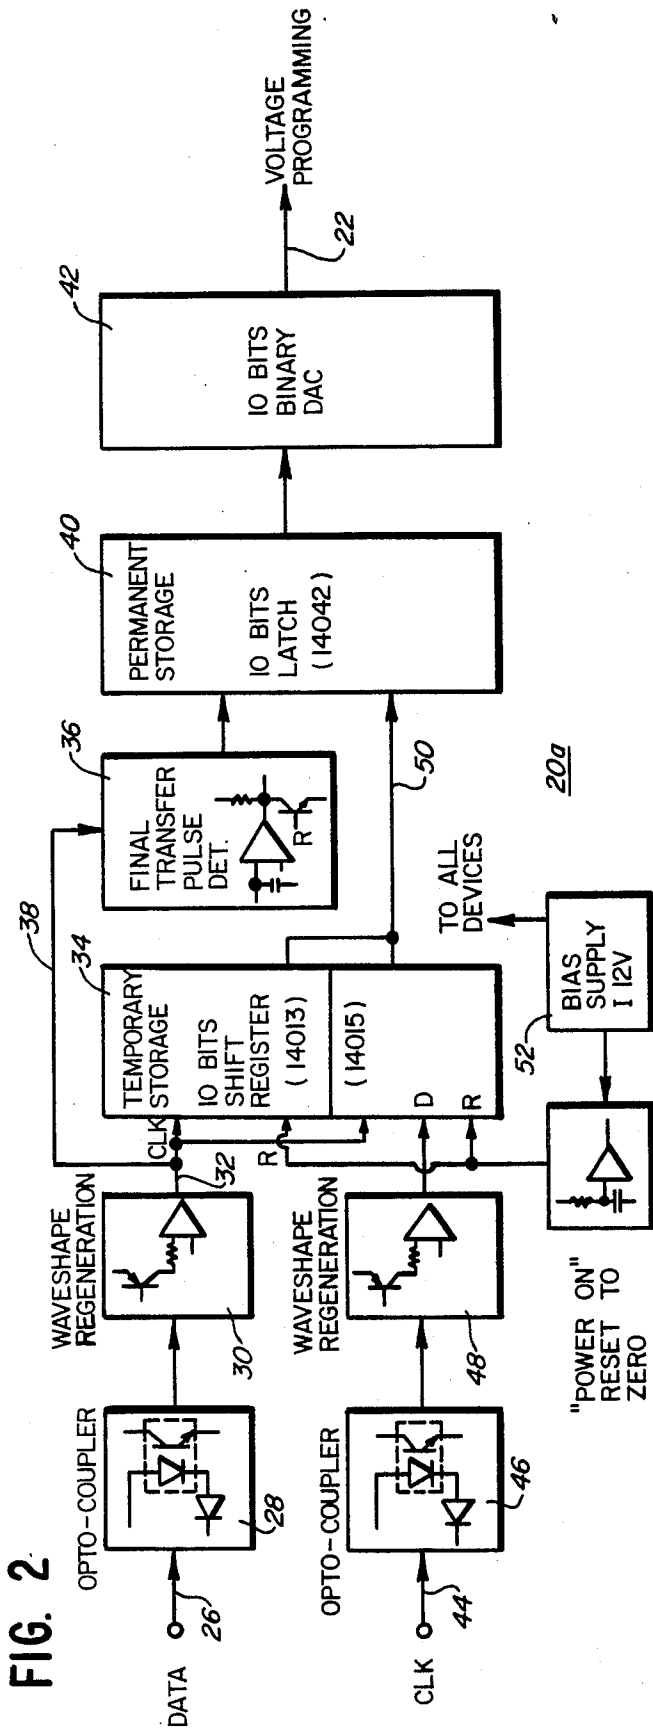 FIG. 2
DATA
26
OPTO-COUPLER
28
WAVESHAPE
REGENERATION
30
32
CLK
38
34
TEMPORARY
STORAGE
10 BITS
SHIFT
REGISTER
(14013)
(14015)
R
D
R
36
FINAL
TRANSFER
PULSE
DET.
R
40
PERMANENT
STORAGE
10 BITS
LATCH
(14042)
50
42
10 BITS
BINARY
DAC
22
VOLTAGE
PROGRAMMING
CLK
44
OPTO-COUPLER
46
WAVESHAPE
REGENERATION
48
"POWER ON"
RESET TO
ZERO
52
BIAS
SUPPLY
I 12V
TO ALL
DEVICES
20a